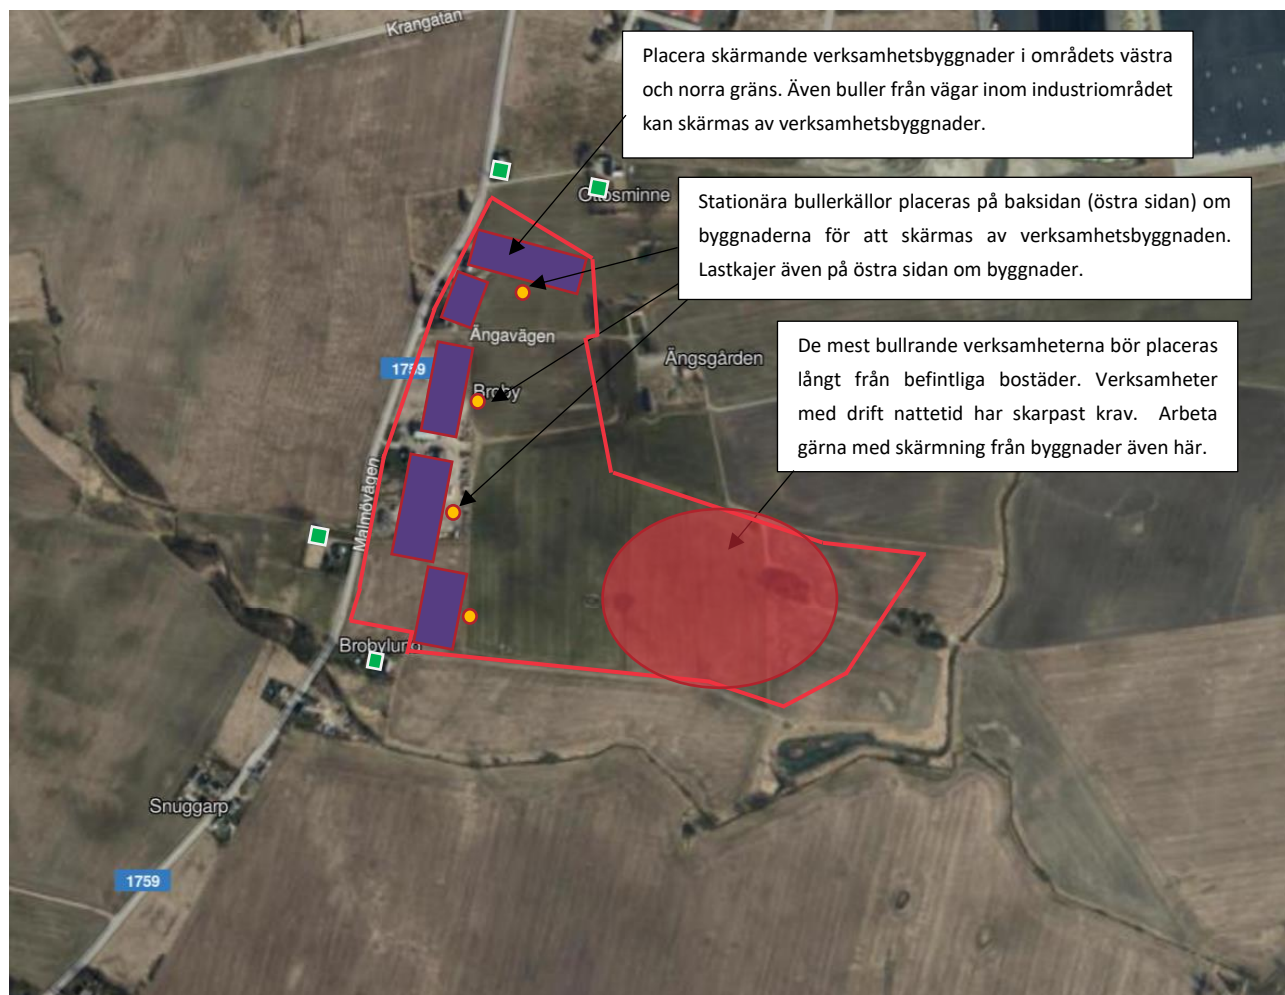 Krangatan
Placera skärmande verksamhetsbyggnader i områdets västra
och norra gräns. Även buller från vägar inom industriområdet
kan skärmas av verksamhetsbyggnader.
Ottosminne
Stationära bullerkällor placeras på baksidan (östra sidan) om
byggnaderna för att skärmas av verksamhetsbyggnaden.
Lastkajer även på östra sidan om byggnader.
Ängavägen
De mest bullrande verksamheterna bör placeras
långt från befintliga bostäder. Verksamheter
med drift nattetid har skarpast krav. Arbeta
gärna med skärmning från byggnader även här.
Ängsgården
1759
Broby
Malmövägen
Brobylund
Snuggarp
1759